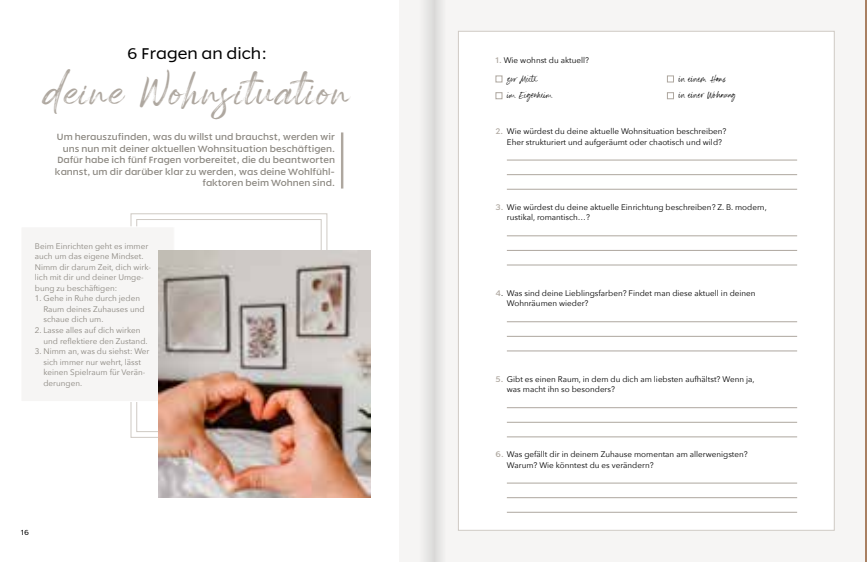 6 Fragen an dich:
deine Wohnsituation
Um herauszufinden, was du willst und brauchst, werden wir
uns nun mit deiner aktuellen Wohnsituation beschäftigen.
Dafür habe ich fünf Fragen vorbereitet, die du beantworten
kannst, um dir darüber klar zu werden, was deine Wohlfühl-
faktoren beim Wohnen sind.
Beim Einrichten geht es immer
auch um das eigene Mindset.
Nimm dir darum Zeit, dich wirk-
lich mit dir und deiner Umge-
bung zu beschäftigen:
1. Gehe in Ruhe durch jeden
Raum deines Zuhauses und
schaue dich um.
2. Lasse alles auf dich wirken
und reflektiere den Zustand.
3. Nimm an, was du siehst: Wer
sich immer nur wehrt, lässt
keinen Spielraum für Verän-
derungen.
16
1. Wie wohnst du aktuell?
zur Miete
in einem Haus
im Eigenheim
in einer Wohnung
2. Wie würdest du deine aktuelle Wohnsituation beschreiben?
Eher strukturiert und aufgeräumt oder chaotisch und wild?
3. Wie würdest du deine aktuelle Einrichtung beschreiben? Z. B. modern,
rustikal, romantisch…?
4. Was sind deine Lieblingsfarben? Findet man diese aktuell in deinen
Wohnräumen wieder?
5. Gibt es einen Raum, in dem du dich am liebsten aufhältst? Wenn ja,
was macht ihn so besonders?
6. Was gefällt dir in deinem Zuhause momentan am allerwenigsten?
Warum? Wie könntest du es verändern?